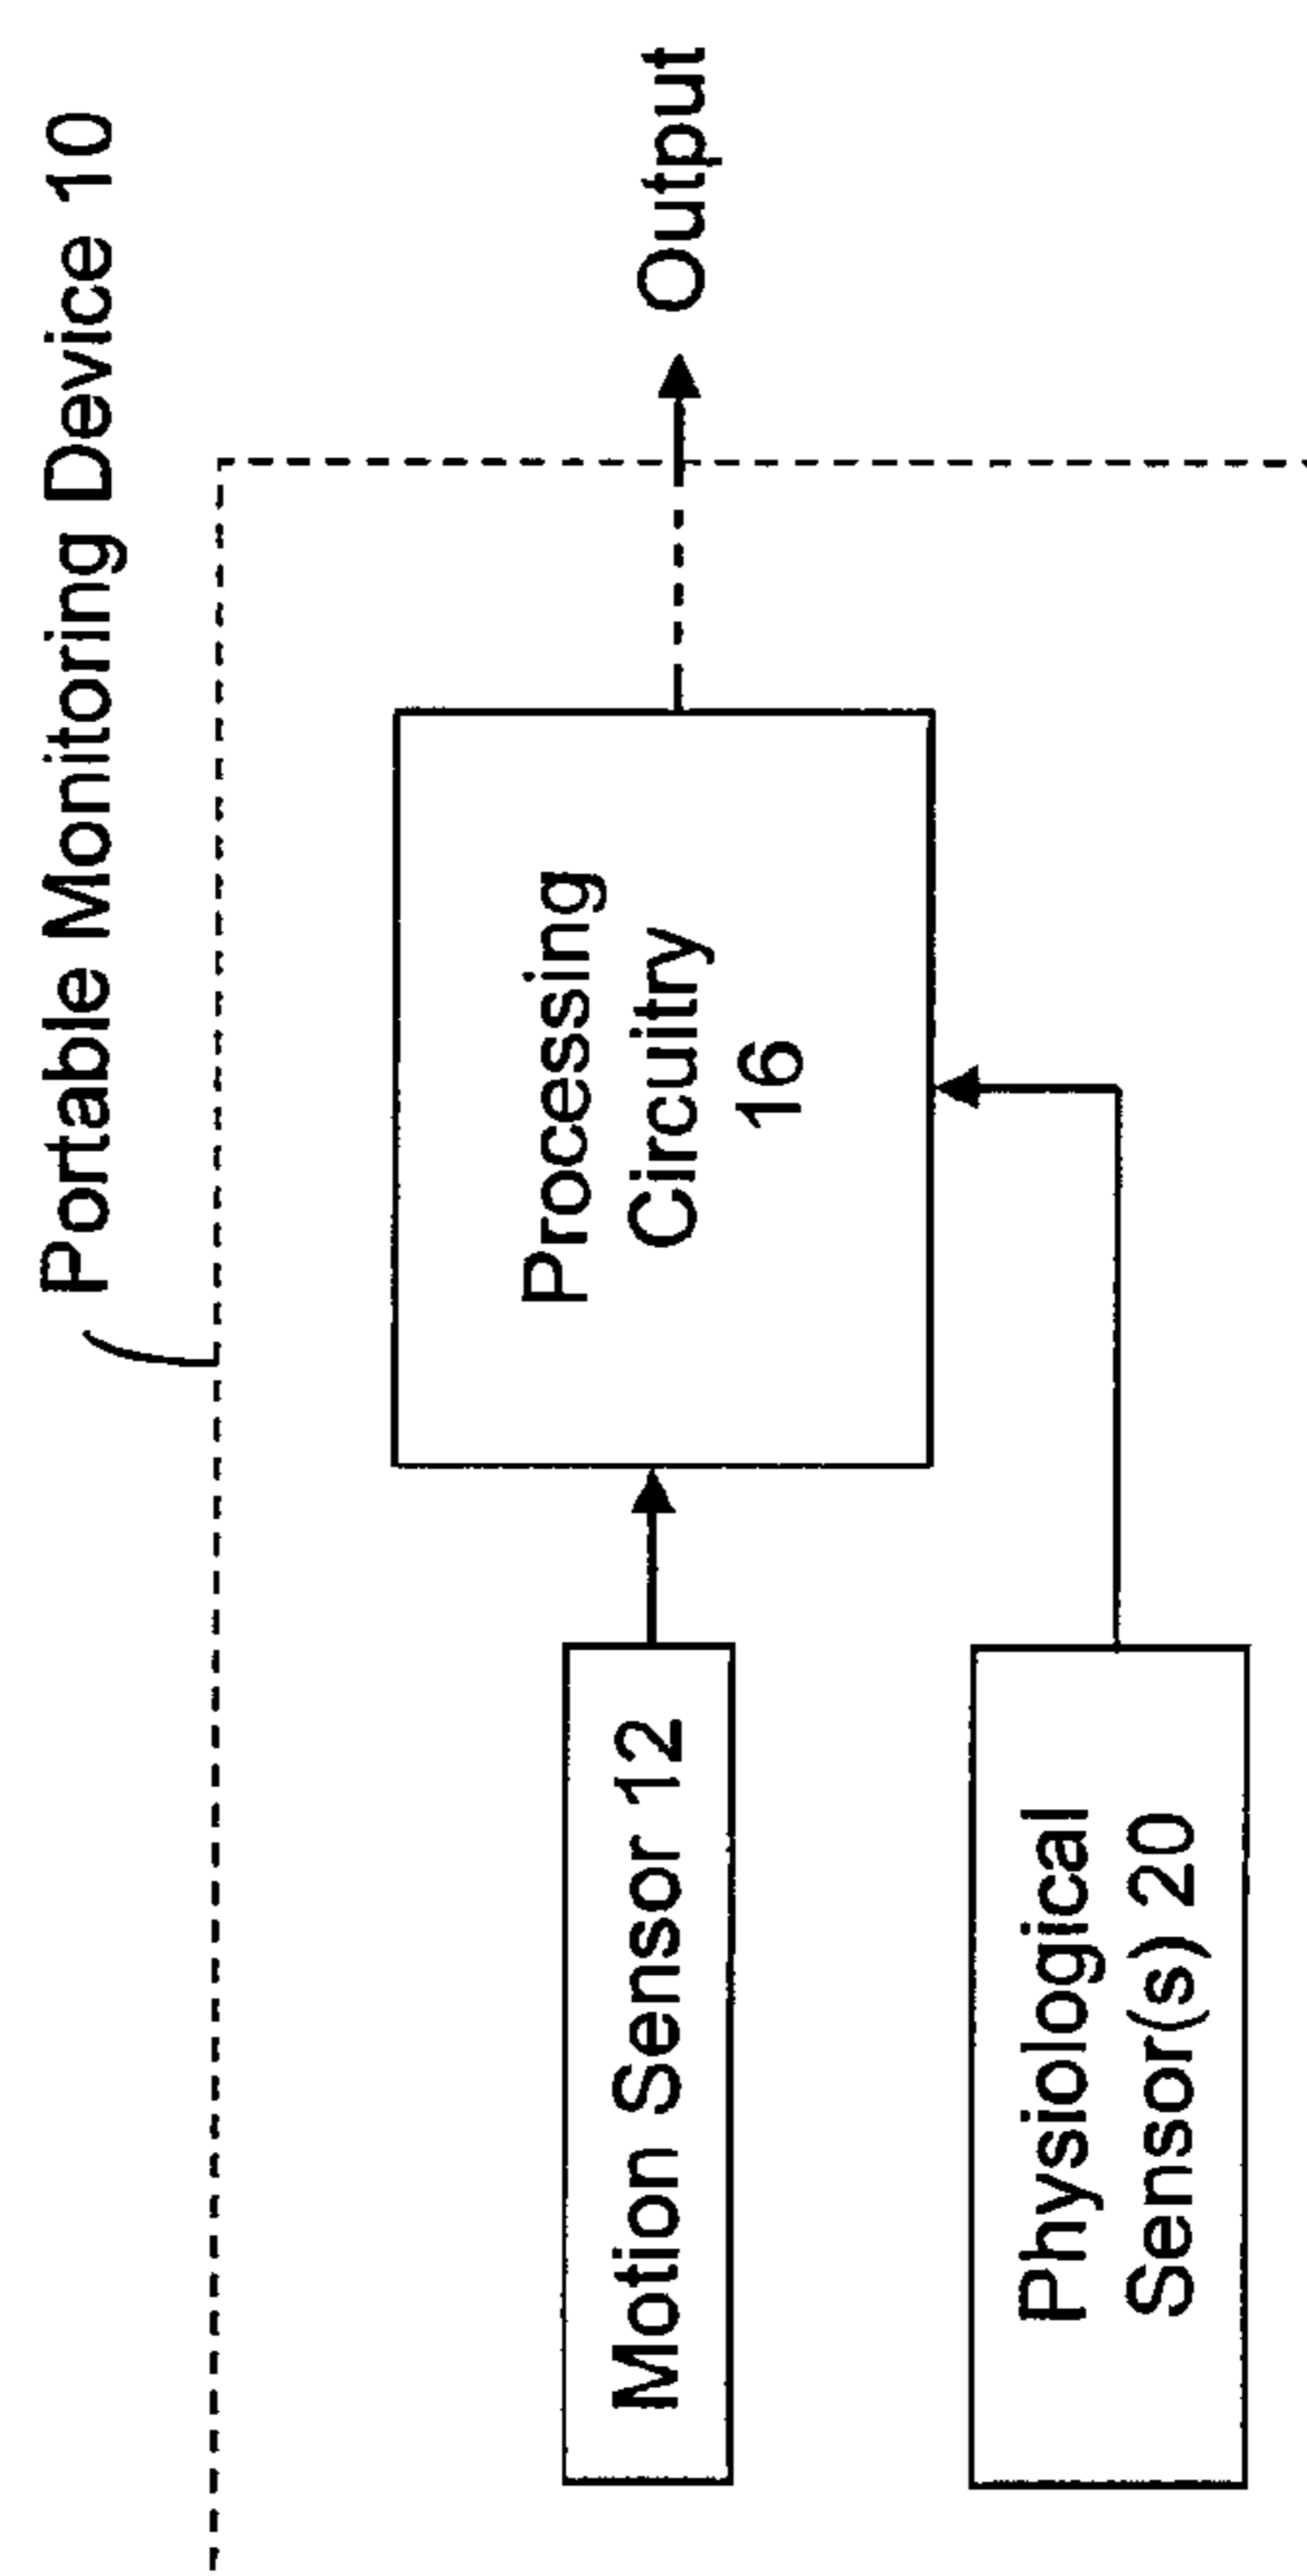 Portable Monitoring Device 10
Output
Processing
Circuitry
16
Motion Sensor 12
Physiological
Sensor(s) 20